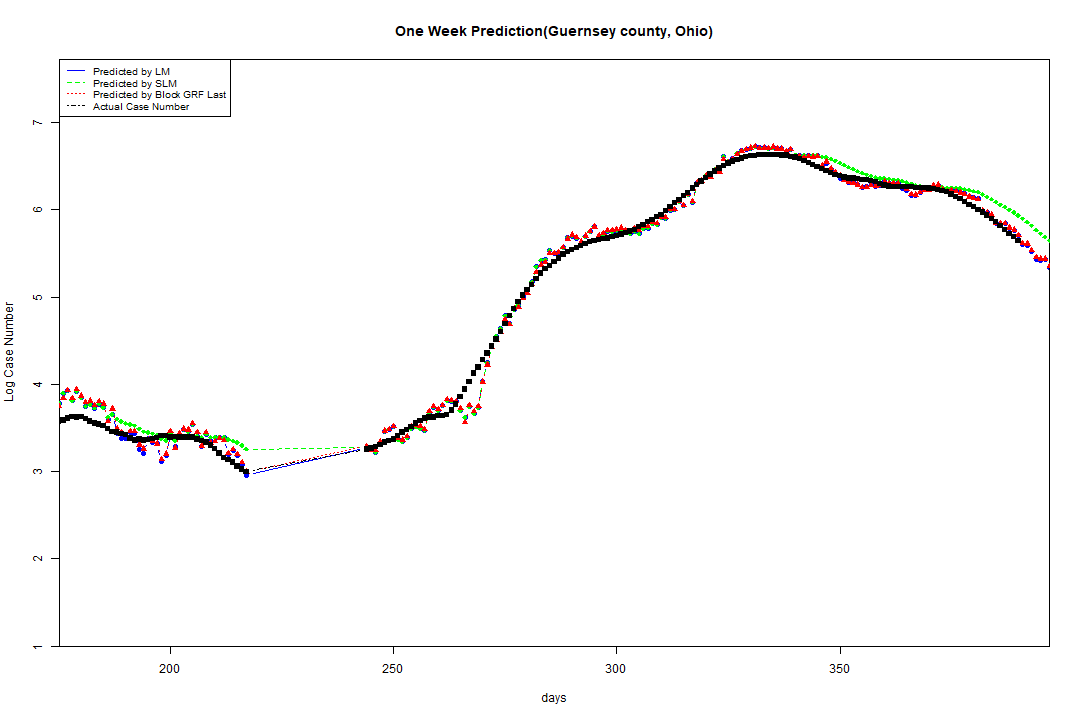 One Week Prediction(Guernsey county, Ohio)
Predicted by LM
Predicted by SLM
Predicted by Block GRF Last
Actual Case Number
7
6
5
4
3
2
1
Log Case Number
200
250
300
350
days